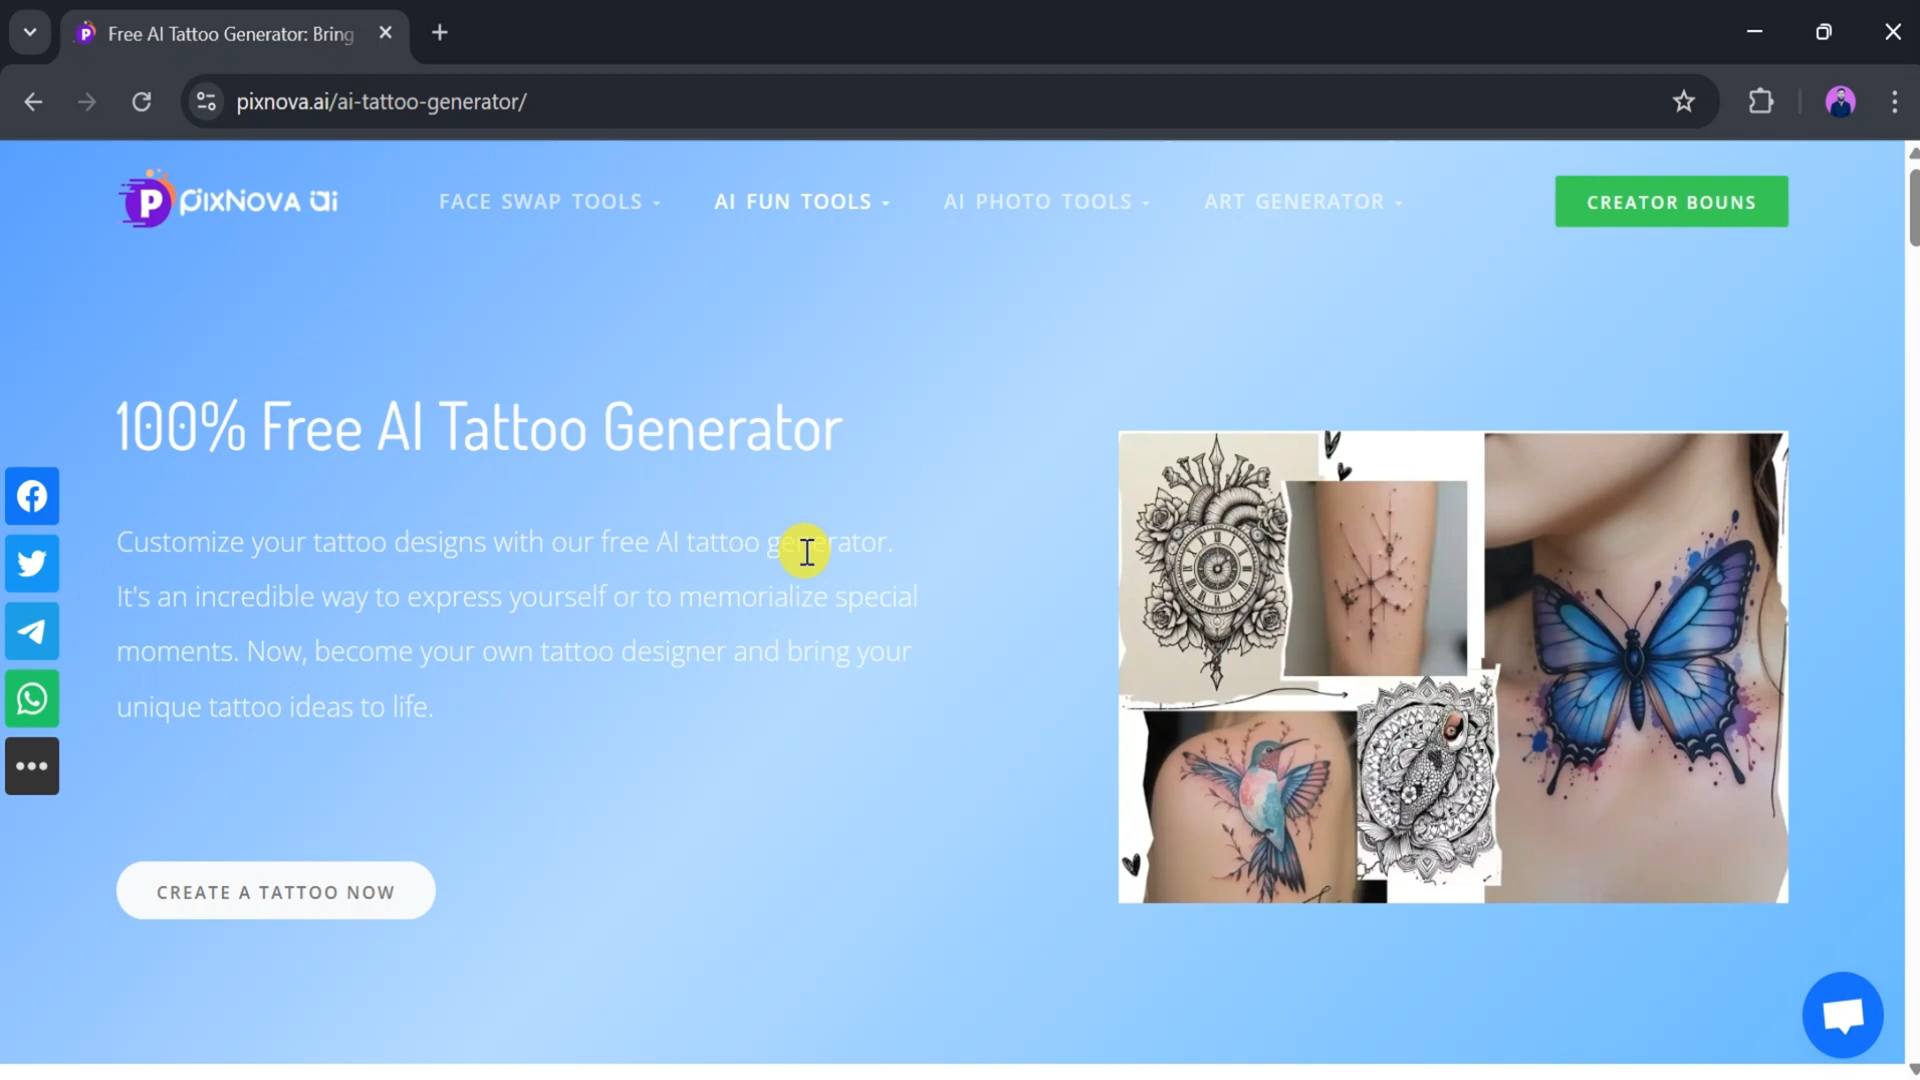 Free AI Tattoo Generator: Bring
pixnova.ai/ai-tattoo-generator/
P PixNova ai
FACE SWAP TOOLS
AI FUN TOOLS
AI PHOTO TOOLS
ART GENERATOR
CREATOR BOUNS
100% Free AI Tattoo Generator
Customize your tattoo designs with our free AI tattoo generator.
It's an incredible way to express yourself or to memorialize special
moments. Now, become your own tattoo designer and bring your
unique tattoo ideas to life.
CREATE A TATTOO NOW